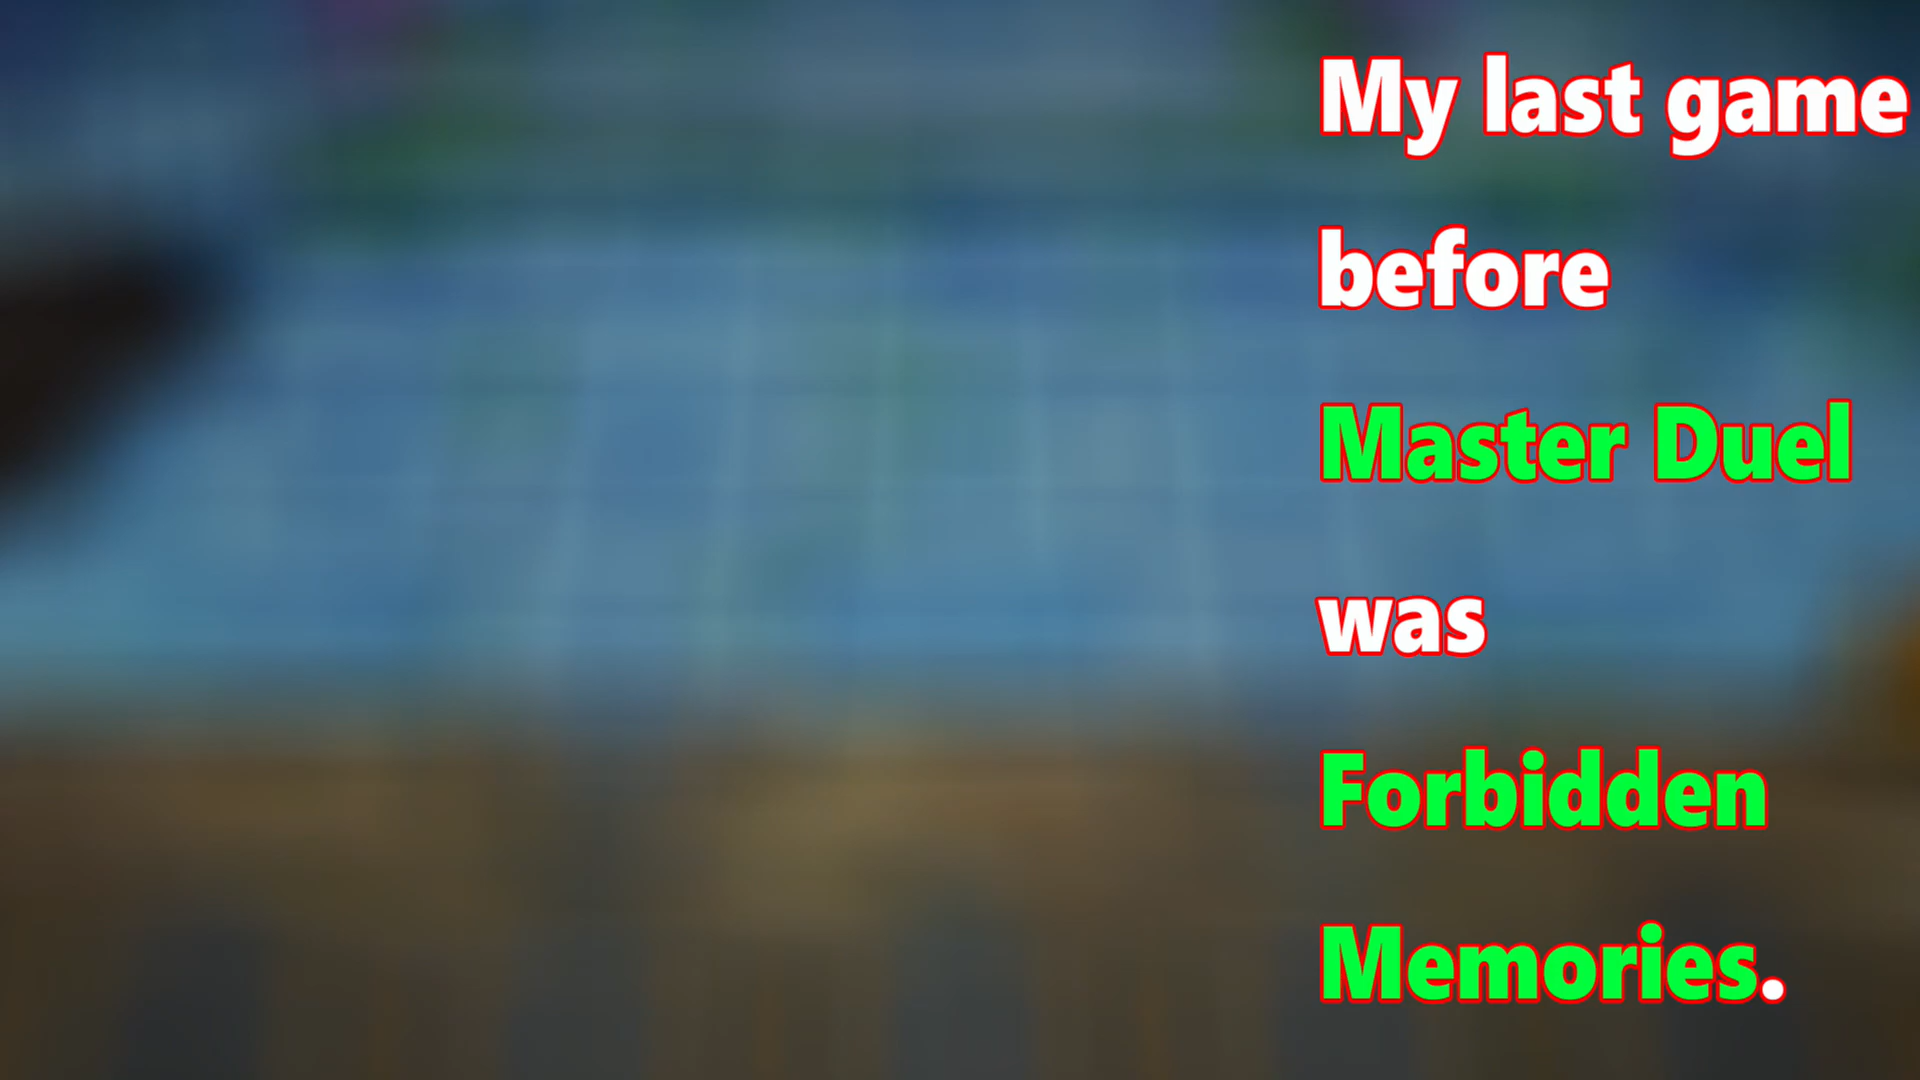 My last game
before
Master Duel
was
Forbidden
Memories.